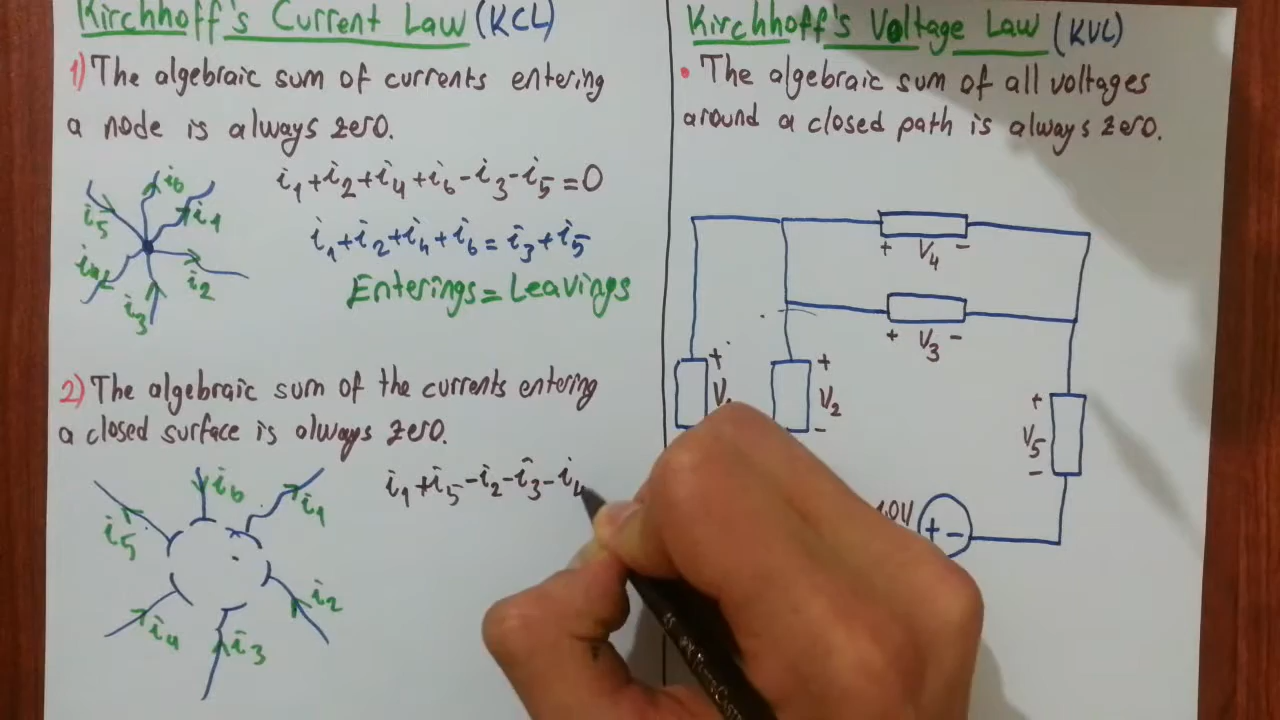 Kirchhoff's Current Law (KCL)
1) The algebraic sum of currents entering
a node is always zero.
i1+i2+i4+i6-i3-i5=0
i1+i2+i4+i6=i3+i5
Enterings=Leavings
i6
i5
i1
i4
i2
i3
2) The algebraic sum of the currents entering
a closed surface is always zero.
i1+i5-i2-i3-i4
i6
i1
i5
i2
i4
i3
Kirchhoff's Voltage Law (KVL)
• The algebraic sum of all voltages
around a closed path is always zero.
+ V4 -
+ V3 -
+
+
V2
-
+
V5
-
+ -